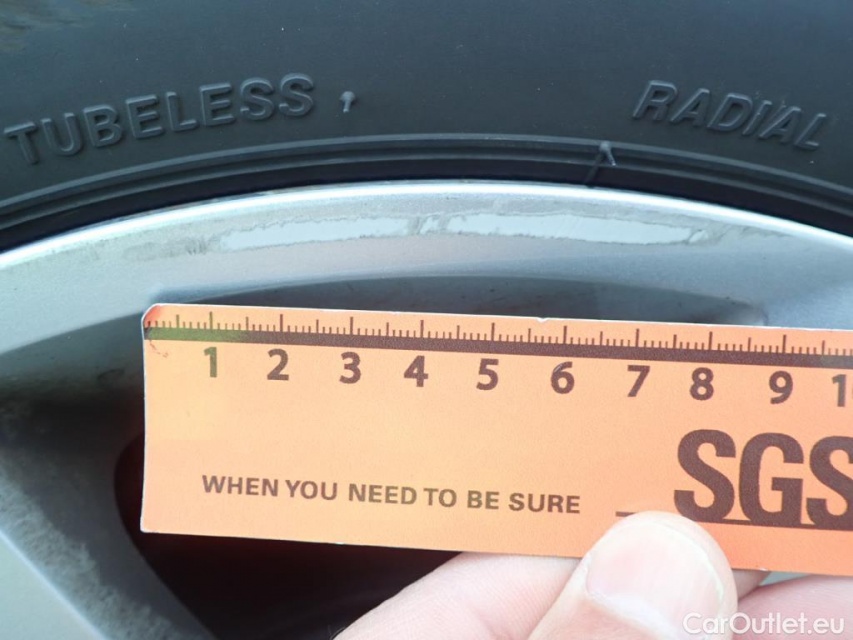 TUBELESS
RADIAL
1 2 3 4 5 6 7 8 9
SGS
WHEN YOU NEED TO BE SURE
CarOutlet.eu